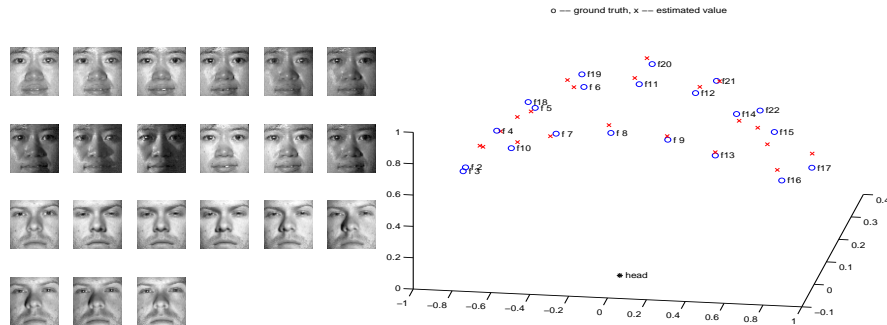 o −− ground truth, x −− estimated value
f20
f19
f21
f 6
f11
f12
f18
f 5
f14
f22
f 4
f 7
f 8
f15
f10
f 9
f13
f 2
f 3
f17
f16
head
1
0.8
0.6
0.4
0.2
0
−1
−0.8
−0.6
−0.4
−0.2
0
0.2
0.4
0.6
0.8
1
0.4
0.3
0.2
0.1
0
−0.1